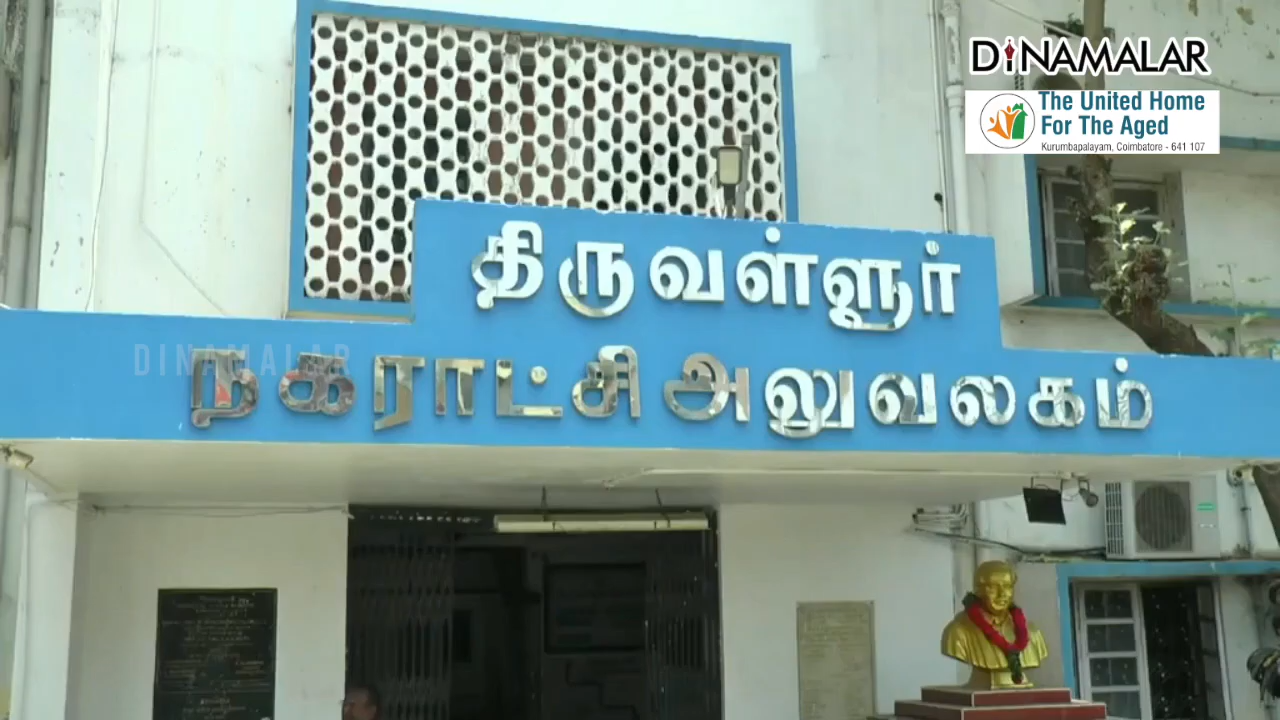 DINAMALAR
The United Home
For The Aged
Kurumbapalayam, Coimbatore - 641 107
திருவள்ளூர்
DINAMALAR
நகராட்சி அலுவலகம்